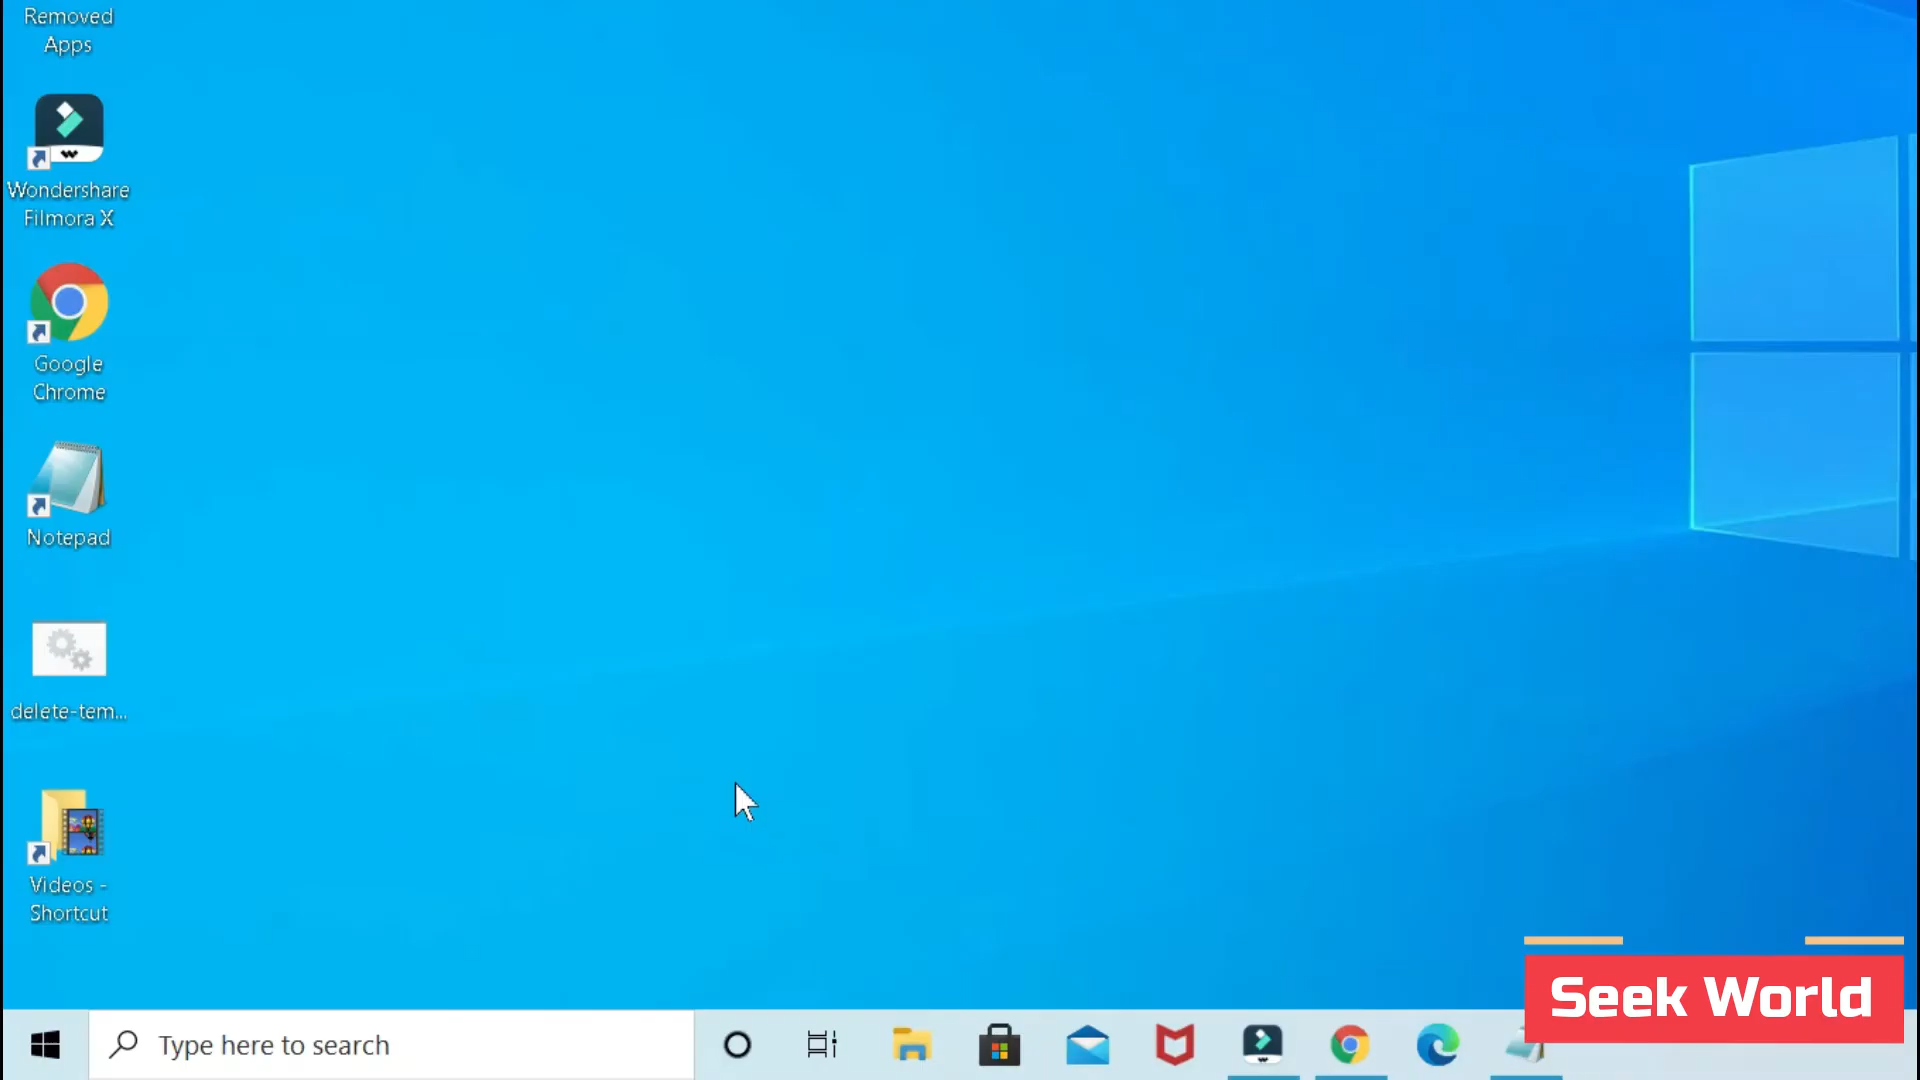 Removed
Apps
Wondershare
Filmora X
Google
Chrome
Notepad
delete-tem...
Videos -
Shortcut
Type here to search
Seek World